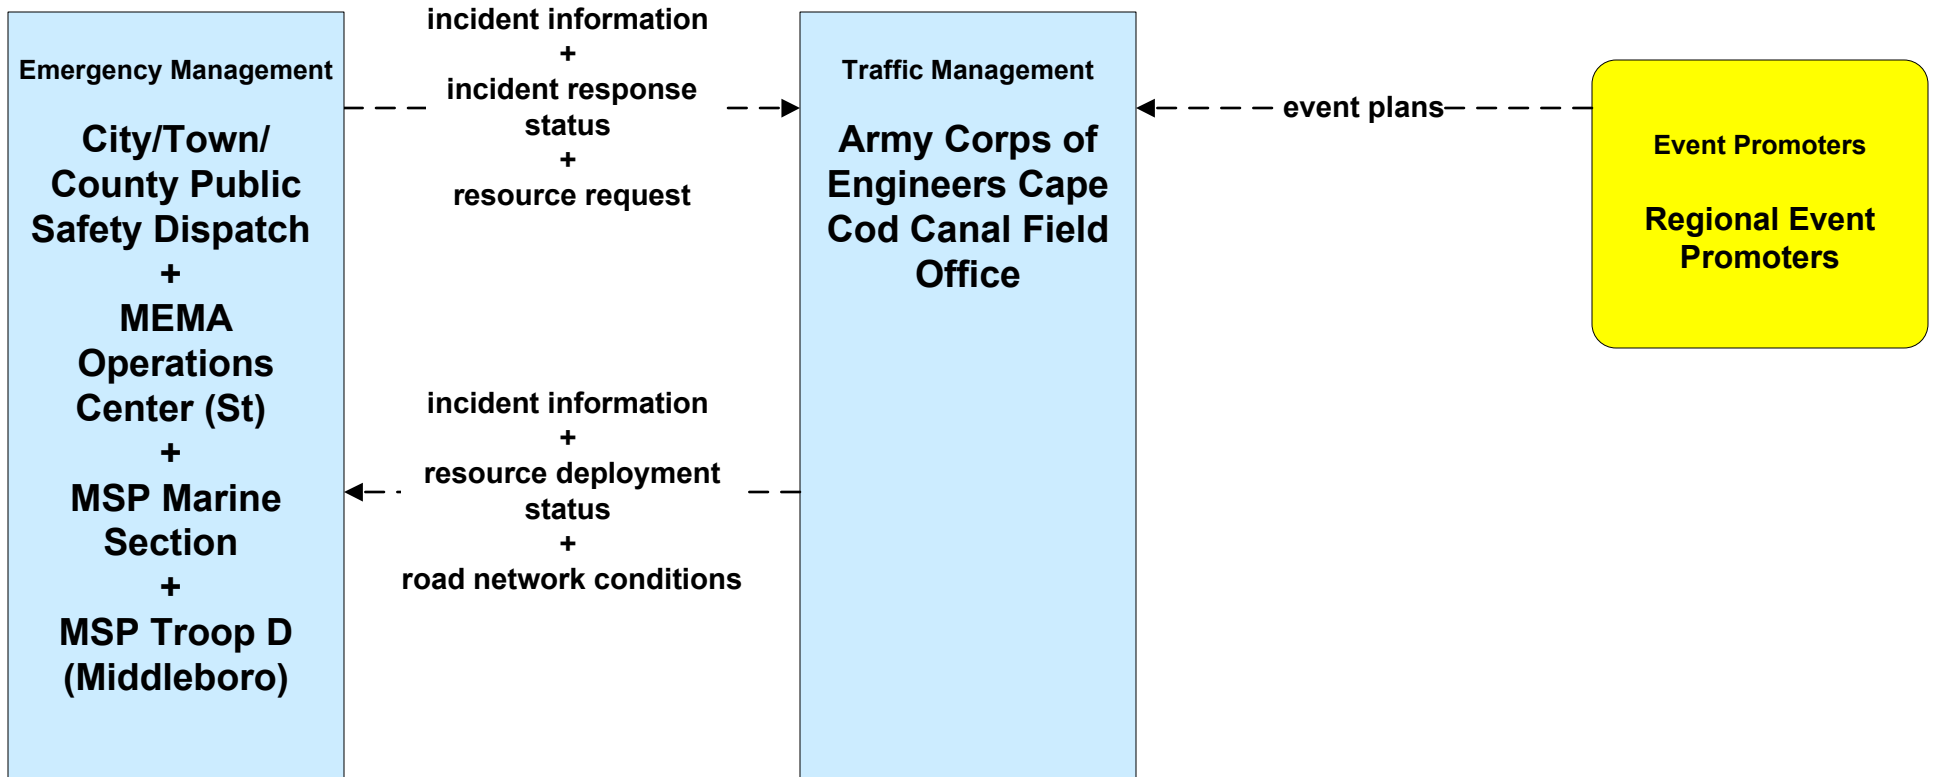 Emergency Management
City/Town/
County Public
Safety Dispatch
+
MEMA
Operations
Center (St)
+
MSP Marine
Section
+
MSP Troop D
(Middleboro)
incident information
+
incident response
status
+
resource request
incident information
+
resource deployment
status
+
road network conditions
Traffic Management
Army Corps of
Engineers Cape
Cod Canal Field
Office
event plans
Event Promoters
Regional Event
Promoters